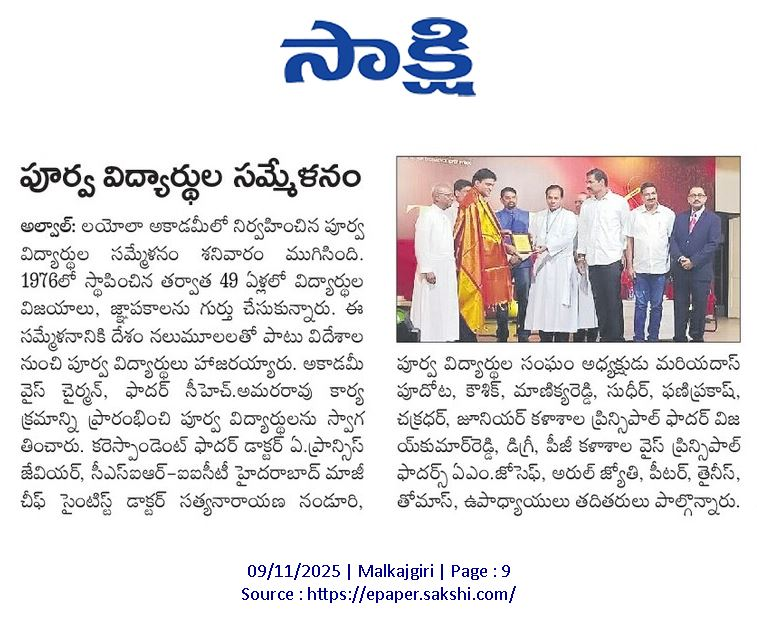 సాక్షి
పూర్వ విద్యార్థుల సమ్మేళనం
అల్వాల్: లయోలా అకాడమీలో నిర్వహించిన పూర్వ
విద్యార్థుల సమ్మేళనం శనివారం ముగిసింది.
1976లో స్థాపించిన తర్వాత 49 ఏళ్లలో విద్యార్థుల
విజయాలు, జ్ఞాపకాలను గుర్తు చేసుకున్నారు. ఈ
సమ్మేళనానికి దేశం నలుమూలలతో పాటు విదేశాల
నుంచి పూర్వ విద్యార్థులు హాజరయ్యారు. అకాడమీ
వైస్ చైర్మన్, ఫాదర్ సీహెచ్.అమరరావు కార్య
క్రమాన్ని ప్రారంభించి పూర్వ విద్యార్థులను స్వాగ
తించారు. కరెస్పాండెంట్ ఫాదర్ డాక్టర్ ఏ.ఫ్రాన్సిస్
జేవియర్, సీఎస్ఐఆర్–ఐఐసీటీ హైదరాబాద్ మాజీ
చీఫ్ సైంటిస్ట్ డాక్టర్ సత్యనారాయణ నండూరి,
పూర్వ విద్యార్థుల సంఘం అధ్యక్షుడు మరియదాస్
పూదోట, కౌశిక్, మాణిక్యరెడ్డి, సుధీర్, ఫణిప్రకాష్,
చక్రధర్, జూనియర్ కళాశాల ప్రిన్సిపాల్ ఫాదర్ విజ
య్‌కుమార్‌రెడ్డి, డిగ్రీ, పీజీ కళాశాల వైస్ ప్రిన్సిపాల్
ఫాదర్స్ ఏఎం.జోసెఫ్, అరుల్ జ్యోతి, పీటర్, తైనీస్,
తోమాస్, ఉపాధ్యాయులు తదితరులు పాల్గొన్నారు.
09/11/2025 | Malkajgiri | Page : 9
Source : https://epaper.sakshi.com/